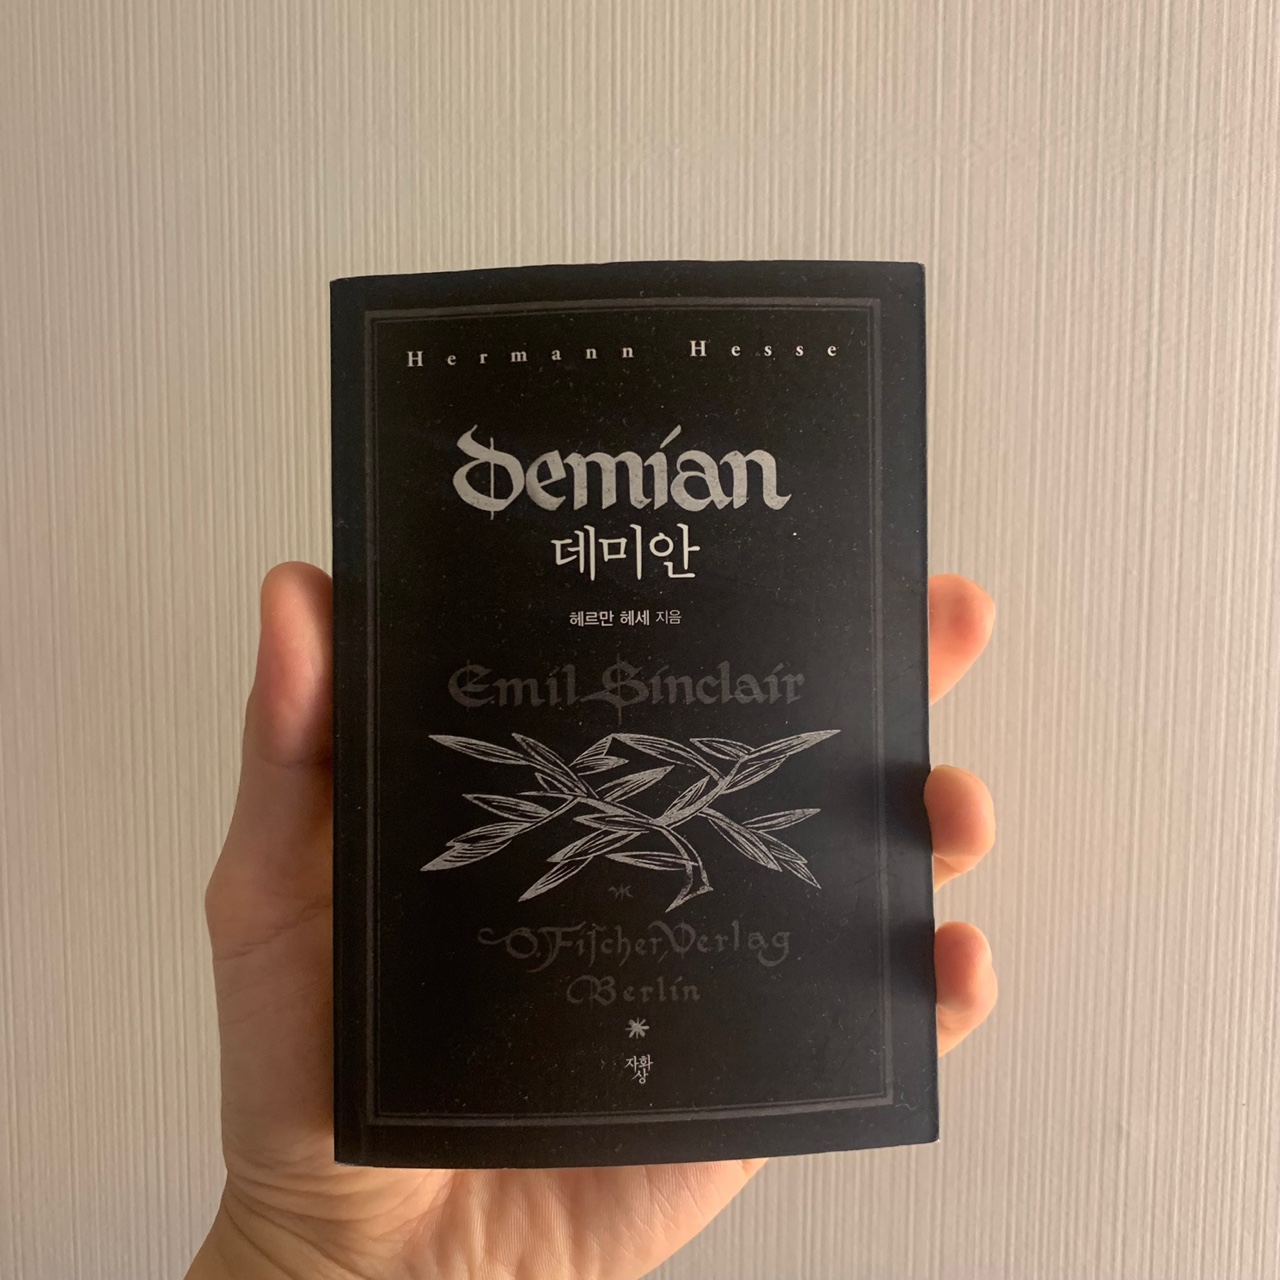 Hermann Hesse
Demian
데미안
헤르만 헤세 지음
Emil Sinclair
S. Fischer, Verlag
Berlin
자화
상